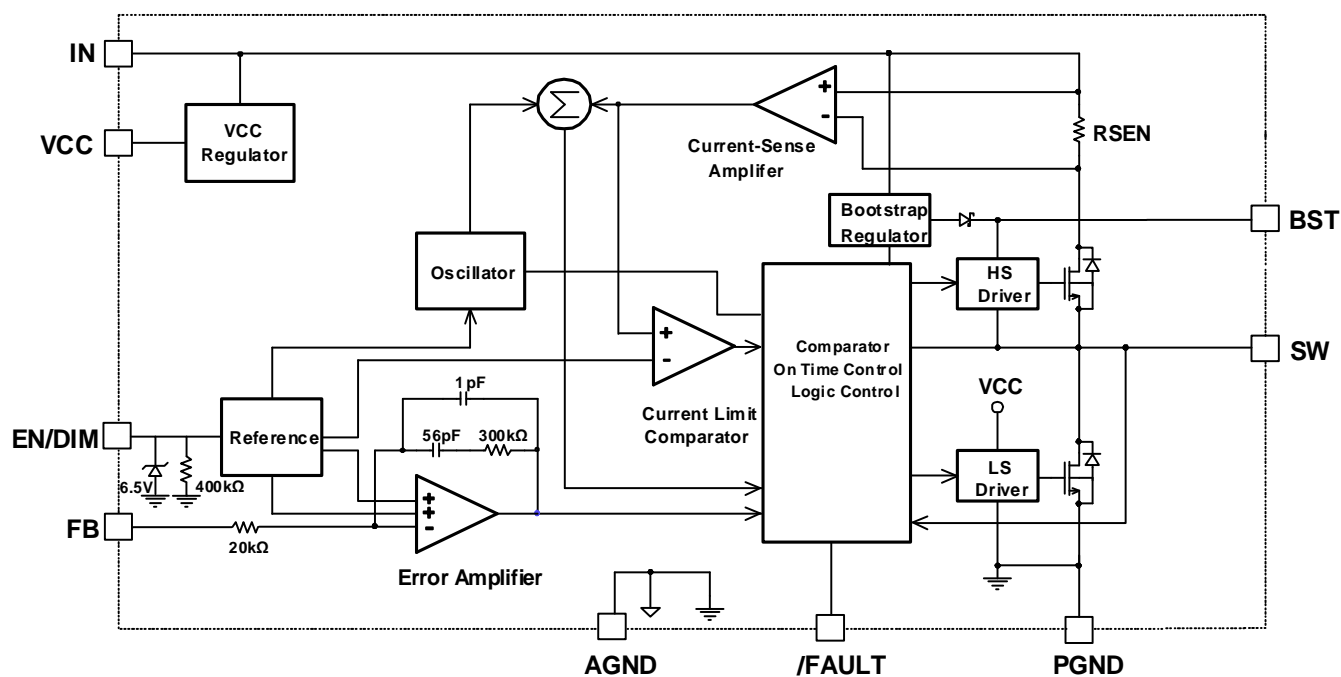 IN
VCC
VCC
Regulator
Σ
+
-
Current-Sense
Amplifer
RSEN
Bootstrap
Regulator
BST
Oscillator
HS
Driver
+
-
Comparator
On Time Control
Logic Control
SW
Current Limit
Comparator
VCC
1pF
56pF
300kΩ
EN/DIM
Reference
6.5V
400kΩ
LS
Driver
+
+
-
FB
20kΩ
Error Amplifier
AGND
/FAULT
PGND